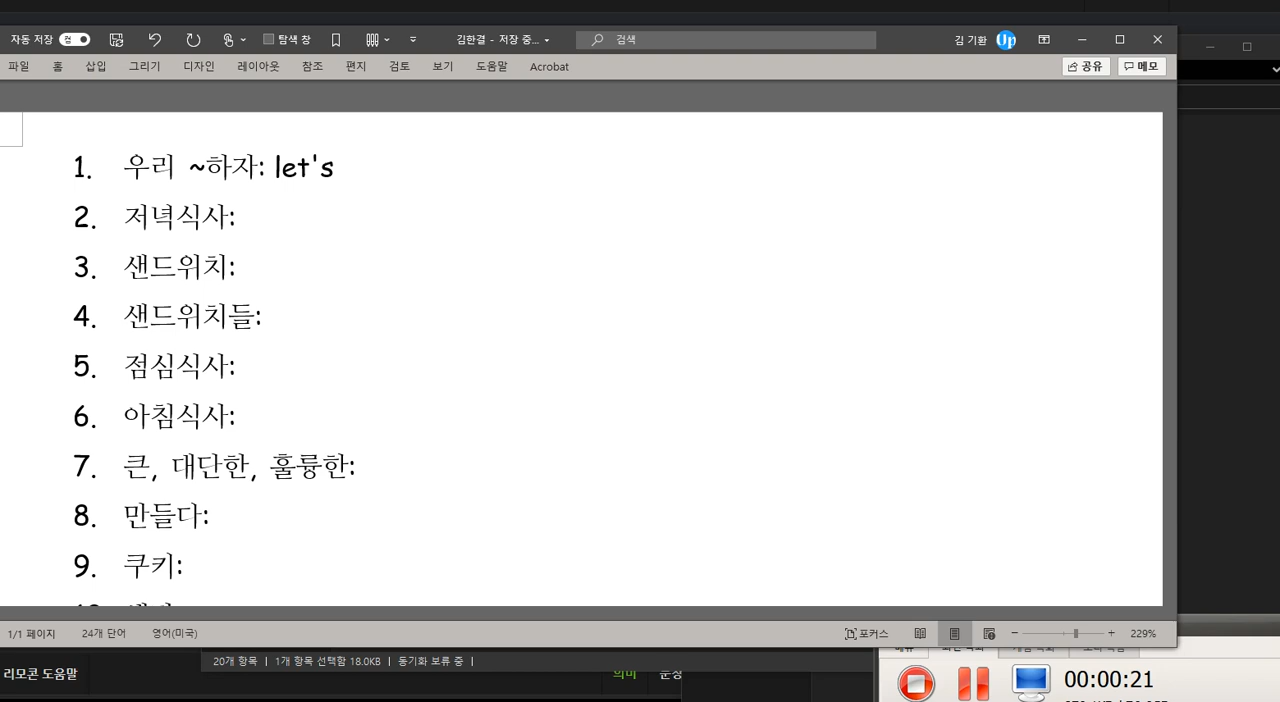 자동 저장 컴 탐색 창 김한결 - 저장 중... 검색 김 기환 Up
파일 홈 삽입 그리기 디자인 레이아웃 참조 편지 검토 보기 도움말 Acrobat 공유 메모
1. 우리 ~하자: let's
2. 저녁식사:
3. 샌드위치:
4. 샌드위치들:
5. 점심식사:
6. 아침식사:
7. 큰, 대단한, 훌륭한:
8. 만들다:
9. 쿠키:
1/1 페이지 24개 단어 영어(미국) 포커스 229%
20개 항목 | 1개 항목 선택함 18.0KB | 동기화 보류 중 |
리모콘 도움말 의미 문장
00:00:21